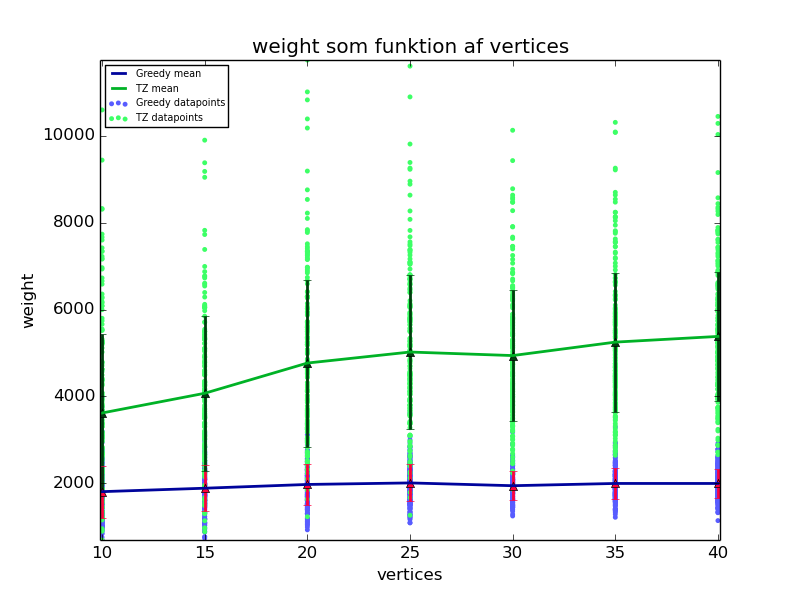 weight som funktion af vertices
Greedy mean
TZ mean
Greedy datapoints
TZ datapoints
10000
8000
6000
4000
2000
weight
10 15 20 25 30 35 40
vertices